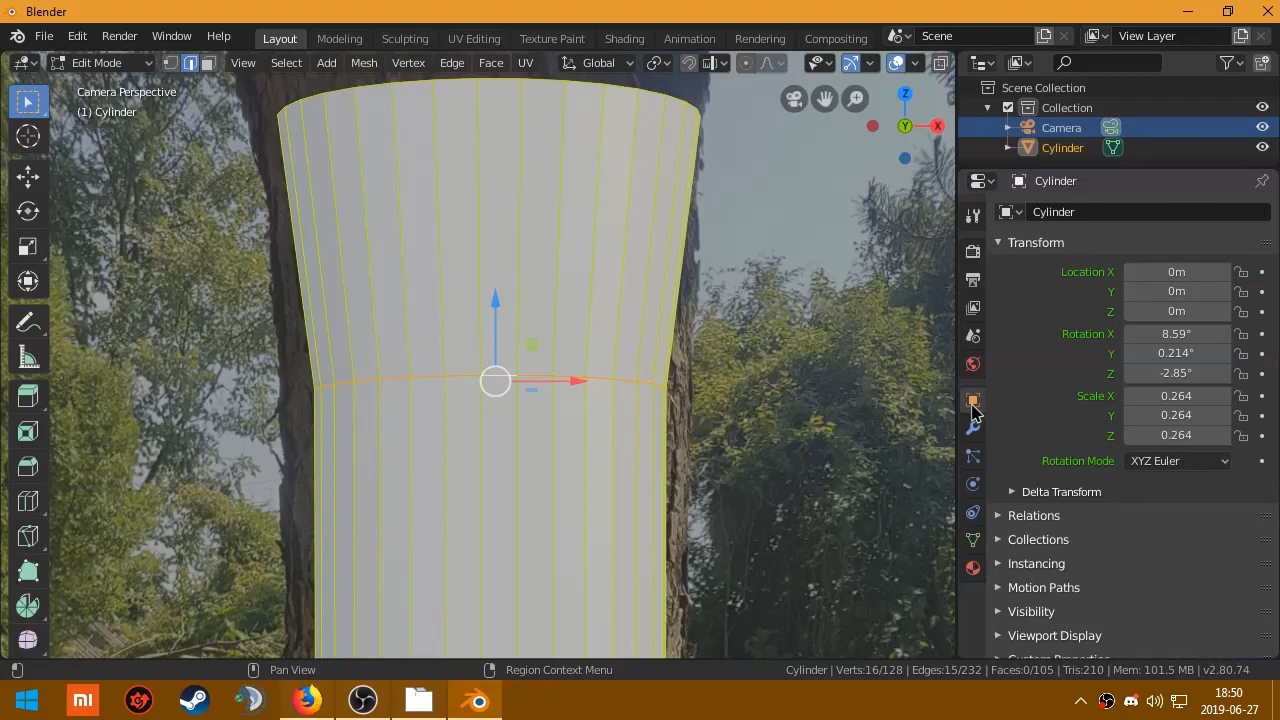 Blender
File Edit Render Window Help Layout Modeling Sculpting UV Editing Texture Paint Shading Animation Rendering Compositing Scene View Layer
Edit Mode View Select Add Mesh Vertex Edge Face UV Global
Camera Perspective
(1) Cylinder
Z
Y
X
Scene Collection
Collection
Camera
Cylinder
Cylinder
Cylinder
Transform
Location X 0m
Y 0m
Z 0m
Rotation X 8.59°
Y 0.214°
Z -2.85°
Scale X 0.264
Y 0.264
Z 0.264
Rotation Mode XYZ Euler
Delta Transform
Relations
Collections
Instancing
Motion Paths
Visibility
Viewport Display
Custom Properties
Pan View Region Context Menu Cylinder | Verts:16/128 | Edges:15/232 | Faces:0/105 | Tris:210 | Mem: 101.5 MB | v2.80.74
mi
18:50
2019-06-27